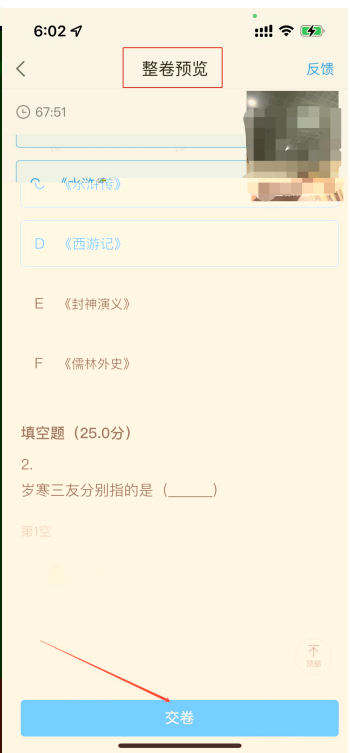 6:02
整卷预览
反馈
67:51
C 《水浒传》
D 《西游记》
E 《封神演义》
F 《儒林外史》
填空题（25.0分）
2.
岁寒三友分别指的是（______）
第1空
顶部
交卷